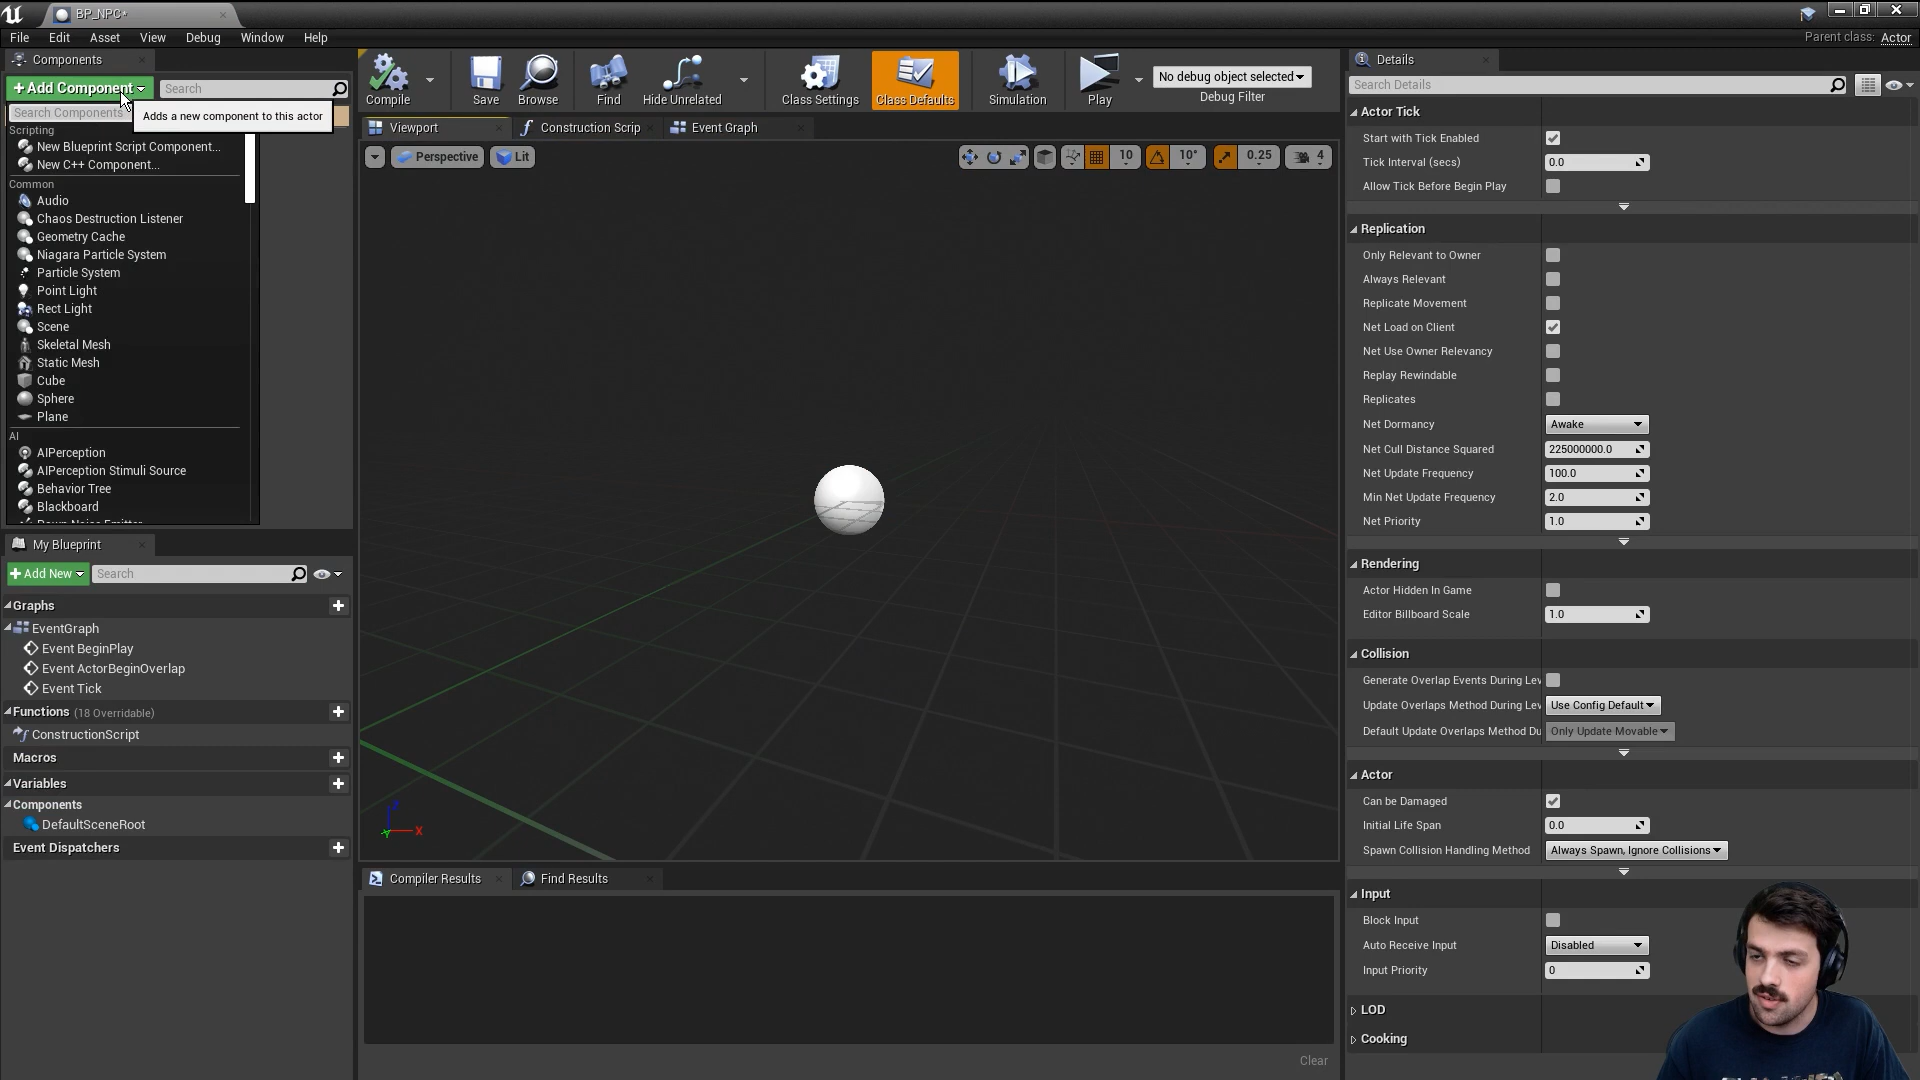 BP_NPC*
File Edit Asset View Debug Window Help
Parent class: Actor
Components
+ Add Component Search
Search Components
Adds a new component to this actor
Scripting
New Blueprint Script Component...
New C++ Component...
Common
Audio
Chaos Destruction Listener
Geometry Cache
Niagara Particle System
Particle System
Point Light
Rect Light
Scene
Skeletal Mesh
Static Mesh
Cube
Sphere
Plane
AI
AIPerception
AIPerception Stimuli Source
Behavior Tree
Blackboard
Pawn Noise Emitter
My Blueprint
+ Add New Search
Graphs
EventGraph
Event BeginPlay
Event ActorBeginOverlap
Event Tick
Functions (18 Overridable)
ConstructionScript
Macros
Variables
Components
DefaultSceneRoot
Event Dispatchers
Compile Save Browse Find Hide Unrelated Class Settings Class Defaults Simulation Play
No debug object selected
Debug Filter
Viewport Construction Scrip Event Graph
Perspective Lit 10 10° 0.25 4
X
Compiler Results Find Results
Clear
Details
Search Details
Actor Tick
Start with Tick Enabled
Tick Interval (secs) 0.0
Allow Tick Before Begin Play
Replication
Only Relevant to Owner
Always Relevant
Replicate Movement
Net Load on Client
Net Use Owner Relevancy
Replay Rewindable
Replicates
Net Dormancy Awake
Net Cull Distance Squared 225000000.0
Net Update Frequency 100.0
Min Net Update Frequency 2.0
Net Priority 1.0
Rendering
Actor Hidden In Game
Editor Billboard Scale 1.0
Collision
Generate Overlap Events During Lev
Update Overlaps Method During Lev Use Config Default
Default Update Overlaps Method Du Only Update Movable
Actor
Can be Damaged
Initial Life Span 0.0
Spawn Collision Handling Method Always Spawn, Ignore Collisions
Input
Block Input
Auto Receive Input Disabled
Input Priority 0
LOD
Cooking